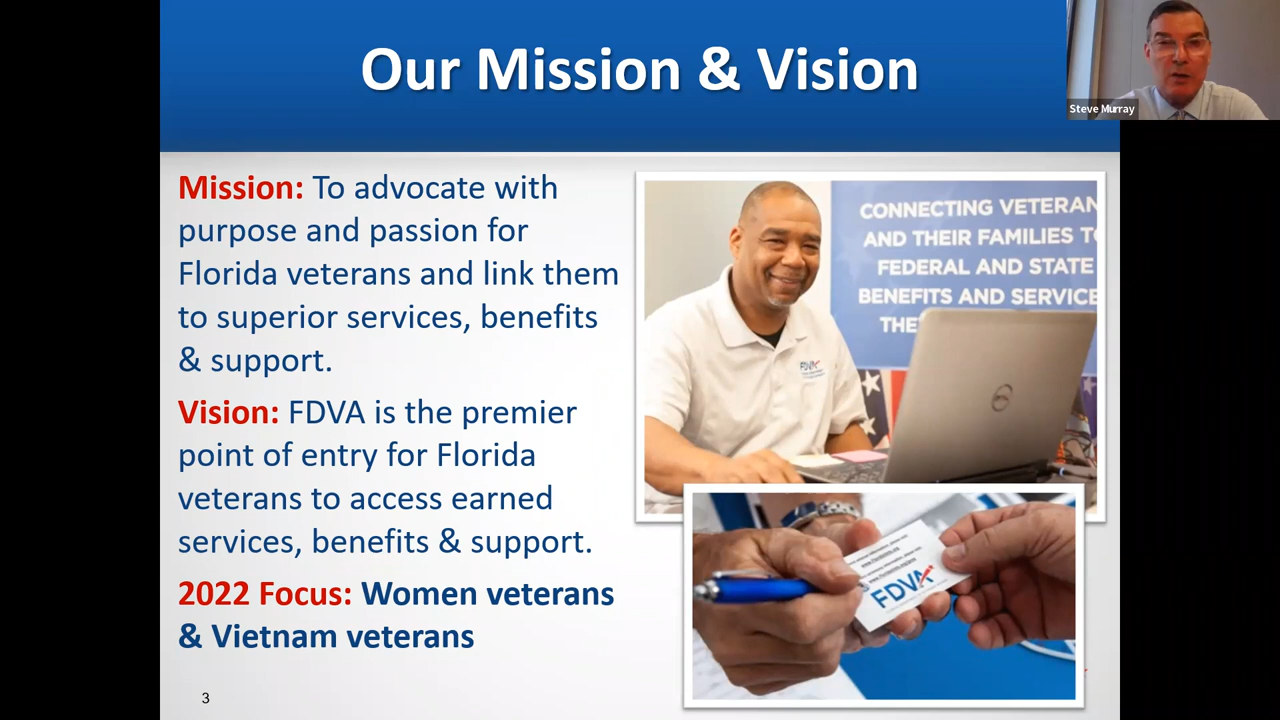 Our Mission & Vision
Steve Murray
Mission: To advocate with
purpose and passion for
Florida veterans and link them
to superior services, benefits
& support.
Vision: FDVA is the premier
point of entry for Florida
veterans to access earned
services, benefits & support.
2022 Focus: Women veterans
& Vietnam veterans
3
CONNECTING VETERAN
AND THEIR FAMILIES
FEDERAL AND STATE
BENEFITS AND SERVICE
THE
FDVA
FDVA